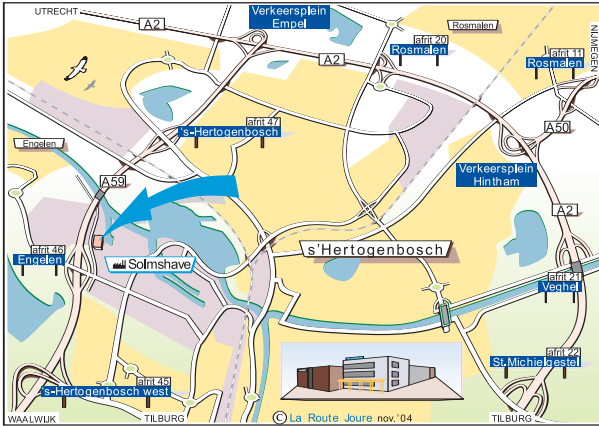 UTRECHT
A2
Verkeersplein
Empel
afrit 20
Rosmalen
Rosmalen
afrit 11
Rosmalen
NIJMEGEN
A2
afrit 47
's-Hertogenbosch
A50
Engelen
Verkeersplein
Hintham
A59
A2
afrit 46
Engelen
Solmshave
s'Hertogenbosch
afrit 21
Veghel
afrit 22
St.Michielgestel
afrit 45
's-Hertogenbosch west
WAALWIJK
TILBURG
© La Route Joure nov.'04
TILBURG